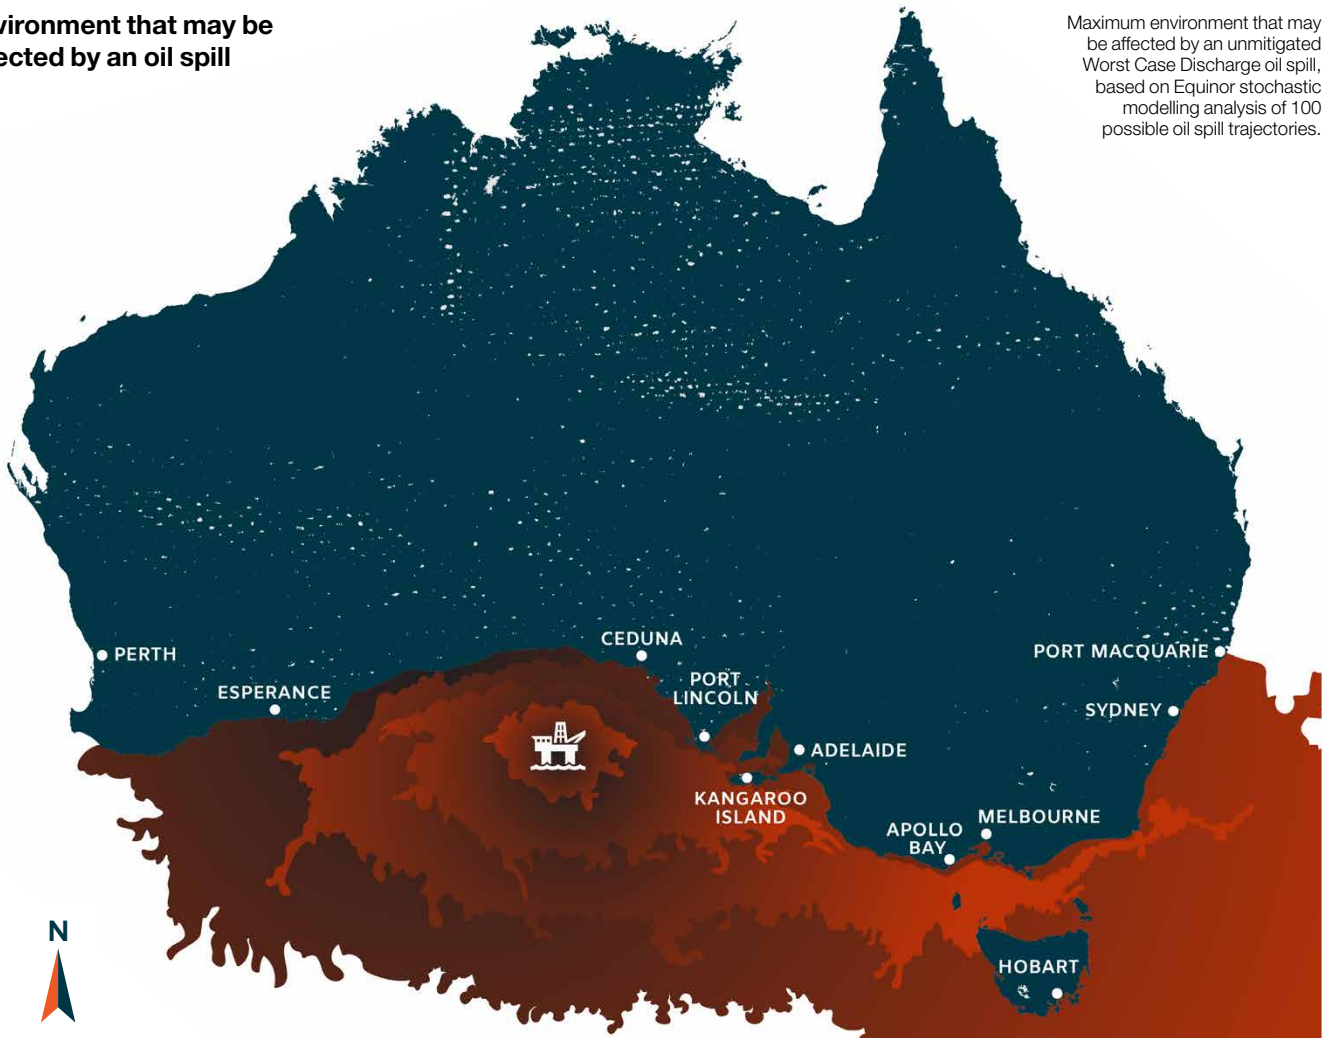 vironment that may be
ected by an oil spill
Maximum environment that may
be affected by an unmitigated
Worst Case Discharge oil spill,
based on Equinor stochastic
modelling analysis of 100
possible oil spill trajectories.
CEDUNA
PERTH
PORT MACQUARIE
ESPERANCE
PORT
LINCOLN
SYDNEY
ADELAIDE
KANGAROO
ISLAND
MELBOURNE
APOLLO
BAY
N
HOBART